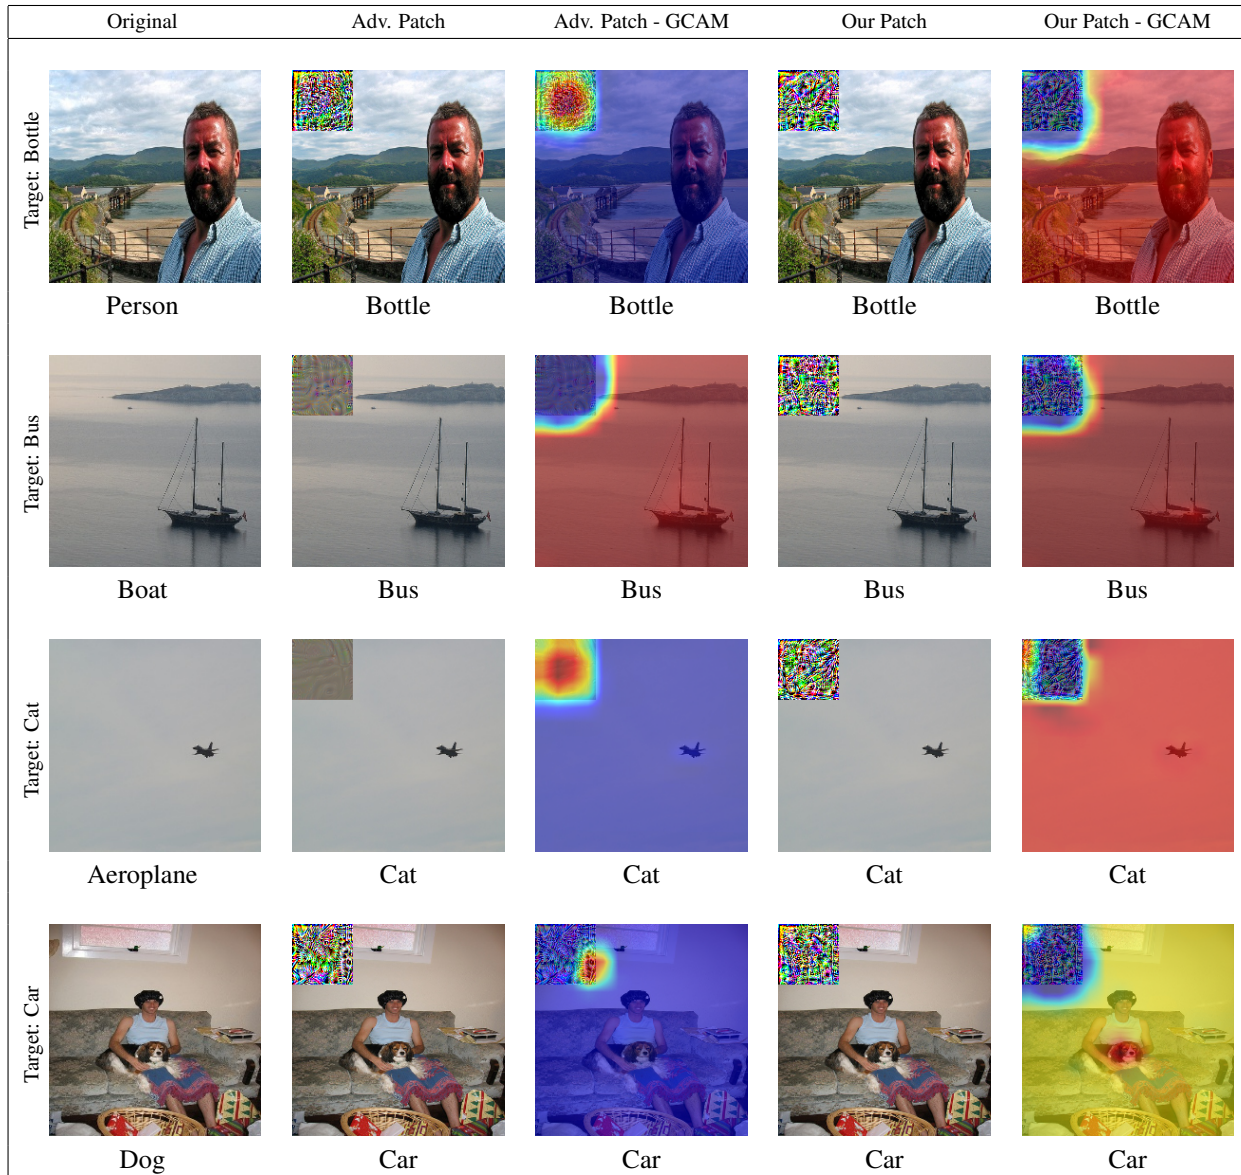 Original Adv. Patch Adv. Patch - GCAM Our Patch Our Patch - GCAM
Target: Bottle
Person Bottle Bottle Bottle Bottle
Target: Bus
Boat Bus Bus Bus Bus
Target: Cat
Aeroplane Cat Cat Cat Cat
Target: Car
Dog Car Car Car Car